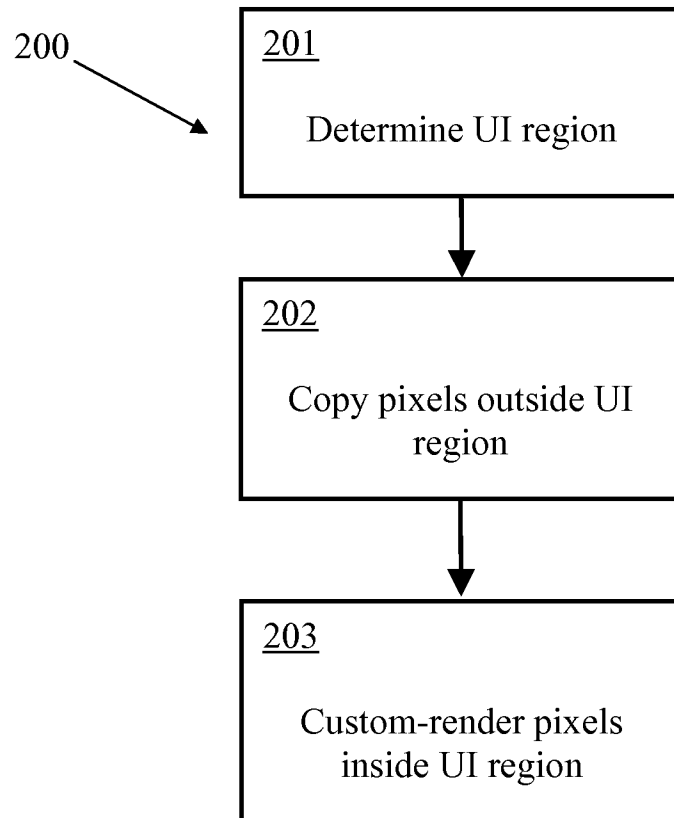 200
201
Determine UI region
202
Copy pixels outside UI
region
203
Custom-render pixels
inside UI region